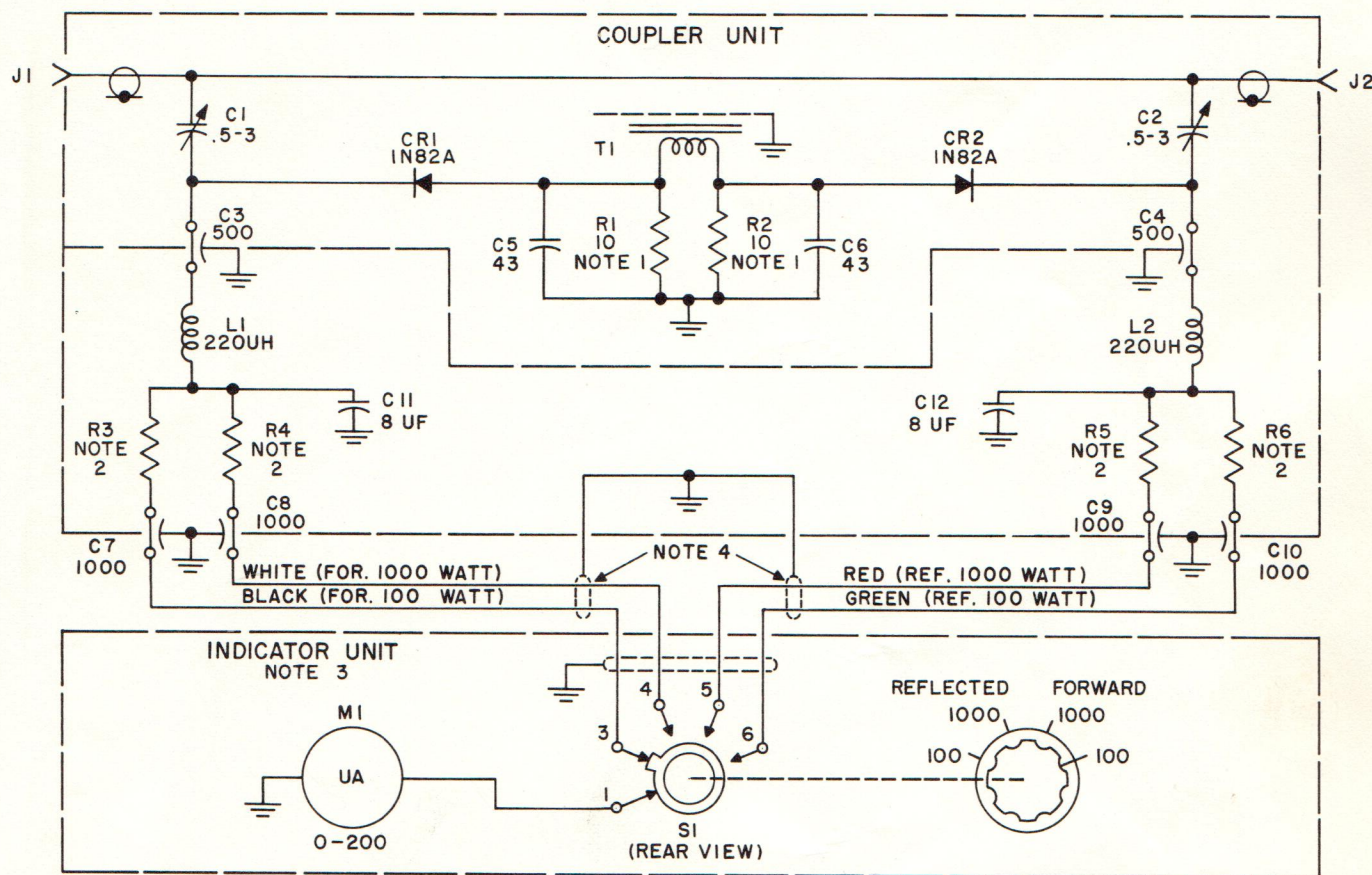 COUPLER UNIT
J1
J2
C1
.5-3
C2
.5-3
CR1
1N82A
T1
CR2
1N82A
C3
500
C4
500
C5
43
R1
10
NOTE 1
R2
10
NOTE 1
C6
43
L1
220UH
L2
220UH
C11
8 UF
C12
8 UF
R3
NOTE
2
R4
NOTE
2
R5
NOTE
2
R6
NOTE
2
C7
1000
C8
1000
C9
1000
C10
1000
NOTE 4
WHITE (FOR. 1000 WATT)
BLACK (FOR. 100 WATT)
RED (REF. 1000 WATT)
GREEN (REF. 100 WATT)
INDICATOR UNIT
NOTE 3
M1
UA
0-200
3
4
5
6
1
S1
(REAR VIEW)
REFLECTED FORWARD
1000 1000
100 100